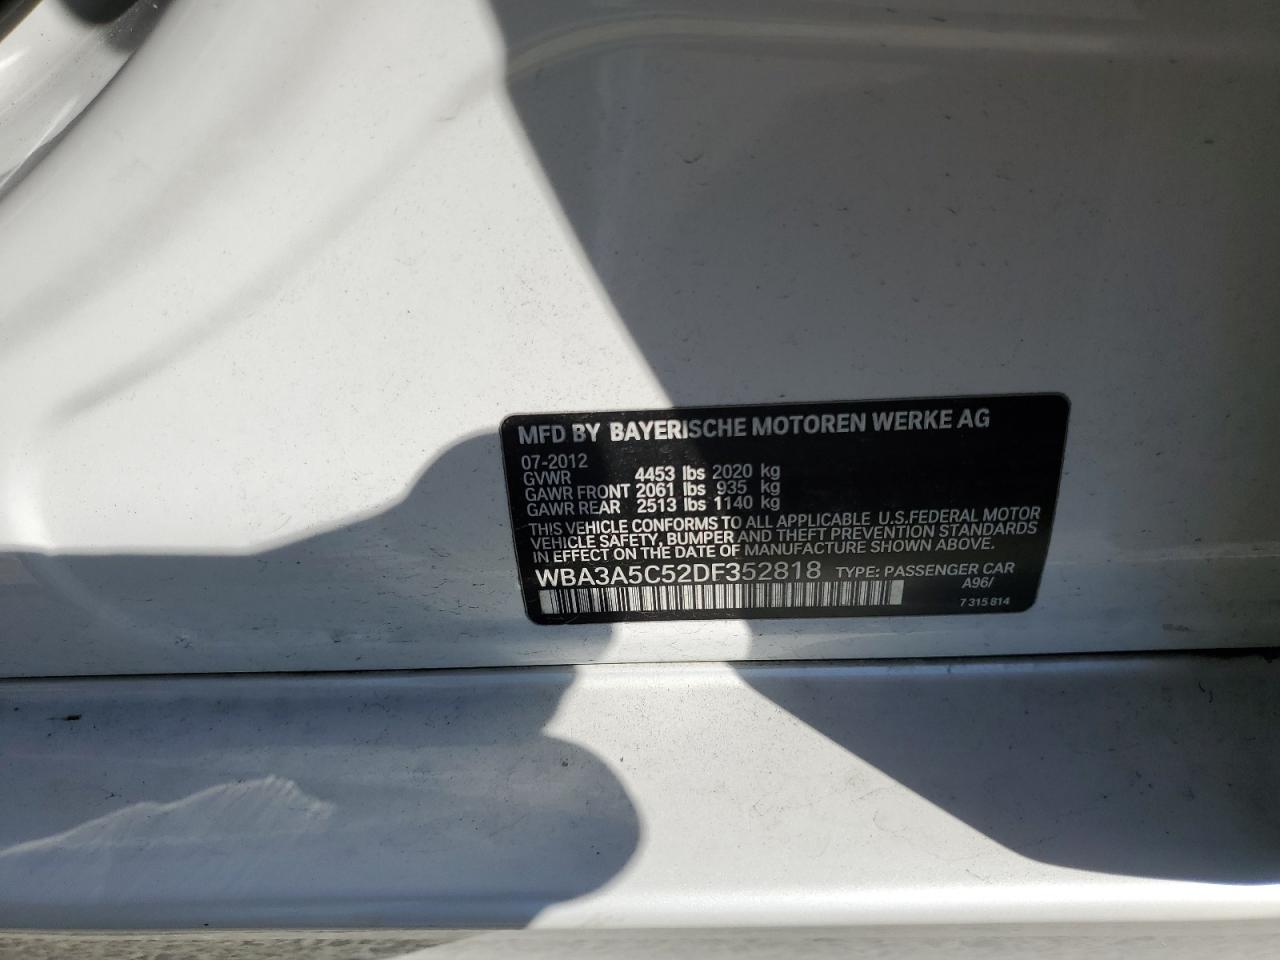 MFD BY BAYERISCHE MOTOREN WERKE AG
07-2012
GVWR 4453 lbs 2020 kg
GAWR FRONT 2061 lbs 935 kg
GAWR REAR 2513 lbs 1140 kg
THIS VEHICLE CONFORMS TO ALL APPLICABLE U.S.FEDERAL MOTOR
VEHICLE SAFETY, BUMPER AND THEFT PREVENTION STANDARDS
IN EFFECT ON THE DATE OF MANUFACTURE SHOWN ABOVE.
WBA3A5C52DF352818 TYPE: PASSENGER CAR
A96/
7 315 814